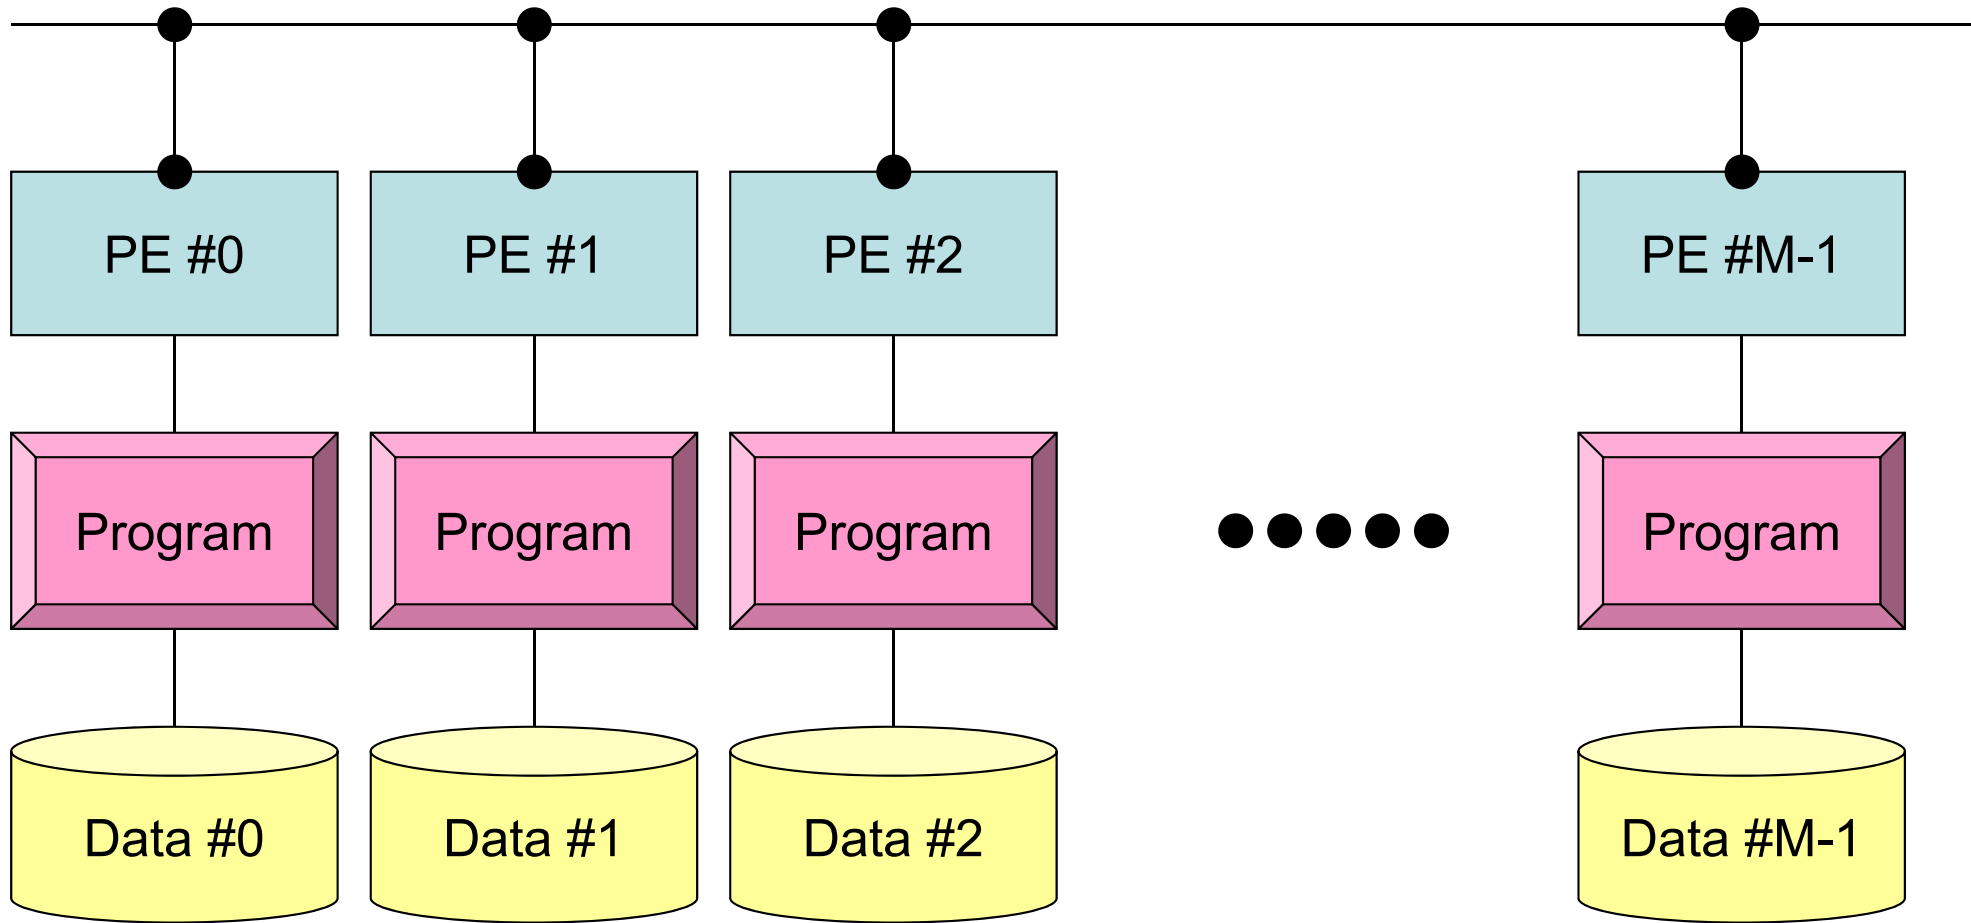 PE #0
PE #1
PE #2
PE #M-1
Program
Program
Program
Program
Data #0
Data #1
Data #2
Data #M-1